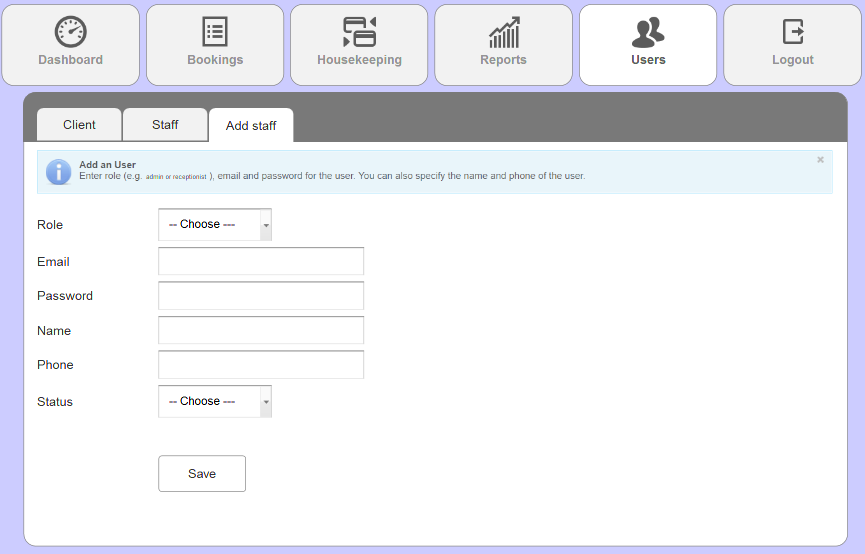 Dashboard
Bookings
Housekeeping
Reports
Users
Logout
Client
Staff
Add staff
Add an User
Enter role (e.g. admin or receptionist ), email and password for the user. You can also specify the name and phone of the user.
Role
-- Choose ---
Email
Password
Name
Phone
Status
-- Choose ---
Save